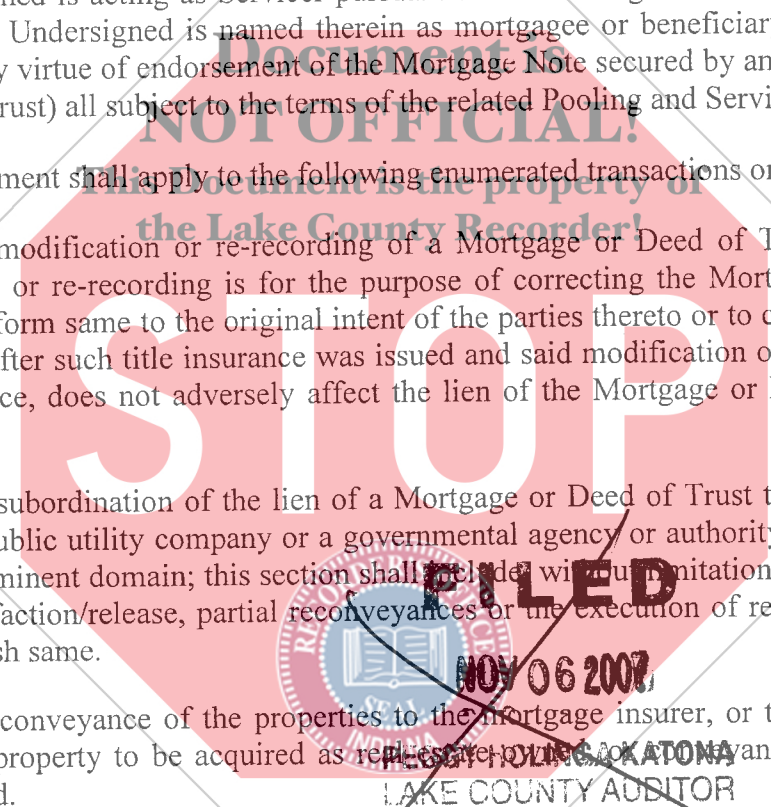 Undersigned is named therein as mortgagee or beneficiar
Document is
y virtue of endorsement of the Mortgage Note secured by an
rust) all subject to the terms of the related Pooling and Servi
NOT OFFICIAL!
ment shall apply to the following enumerated transactions or
This Document is the property of
the Lake County Recorder!
modification or re-recording of a Mortgage or Deed of T
or re-recording is for the purpose of correcting the Mort
form same to the original intent of the parties thereto or to c
fter such title insurance was issued and said modification o
ce, does not adversely affect the lien of the Mortgage or
STOP
subordination of the lien of a Mortgage or Deed of Trust t
ublic utility company or a governmental agency or authority
minent domain; this section shall include, without limitation
FILED
faction/release, partial reconveyances or the execution of re
sh same.
NOV 06 2007
SEAL
INDIANA
conveyance of the properties to the mortgage insurer, or t
property to be acquired as real estate owned or conveyan
PEGGY HOLINGA KATONA
d.
LAKE COUNTY AUDITOR